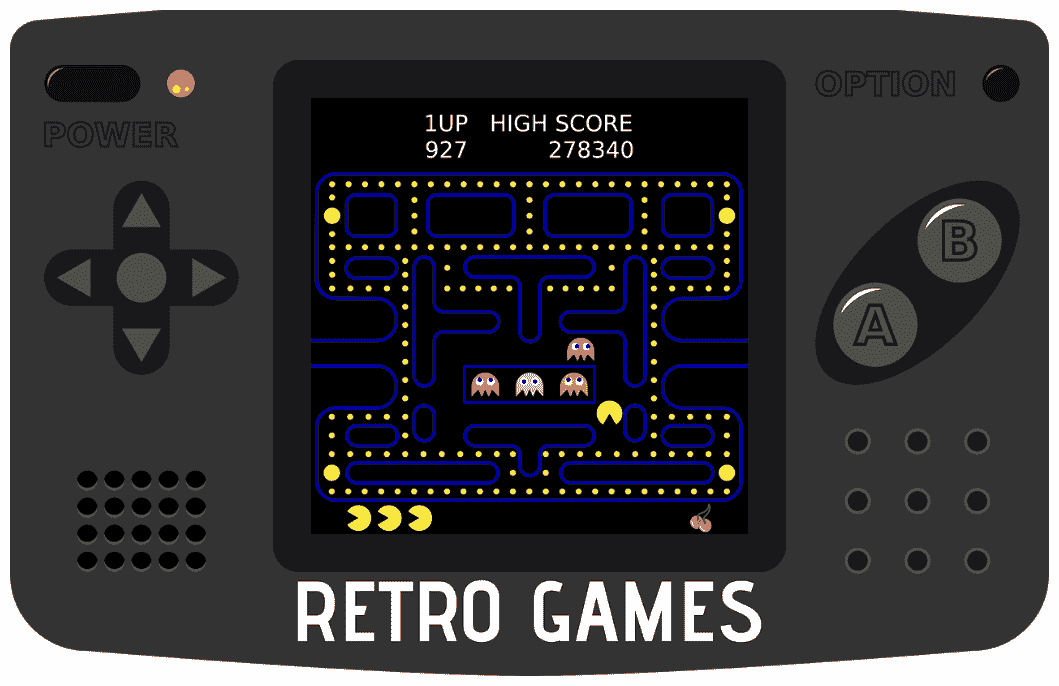 POWER
OPTION
1UP HIGH SCORE
927 278340
B
A
RETRO GAMES